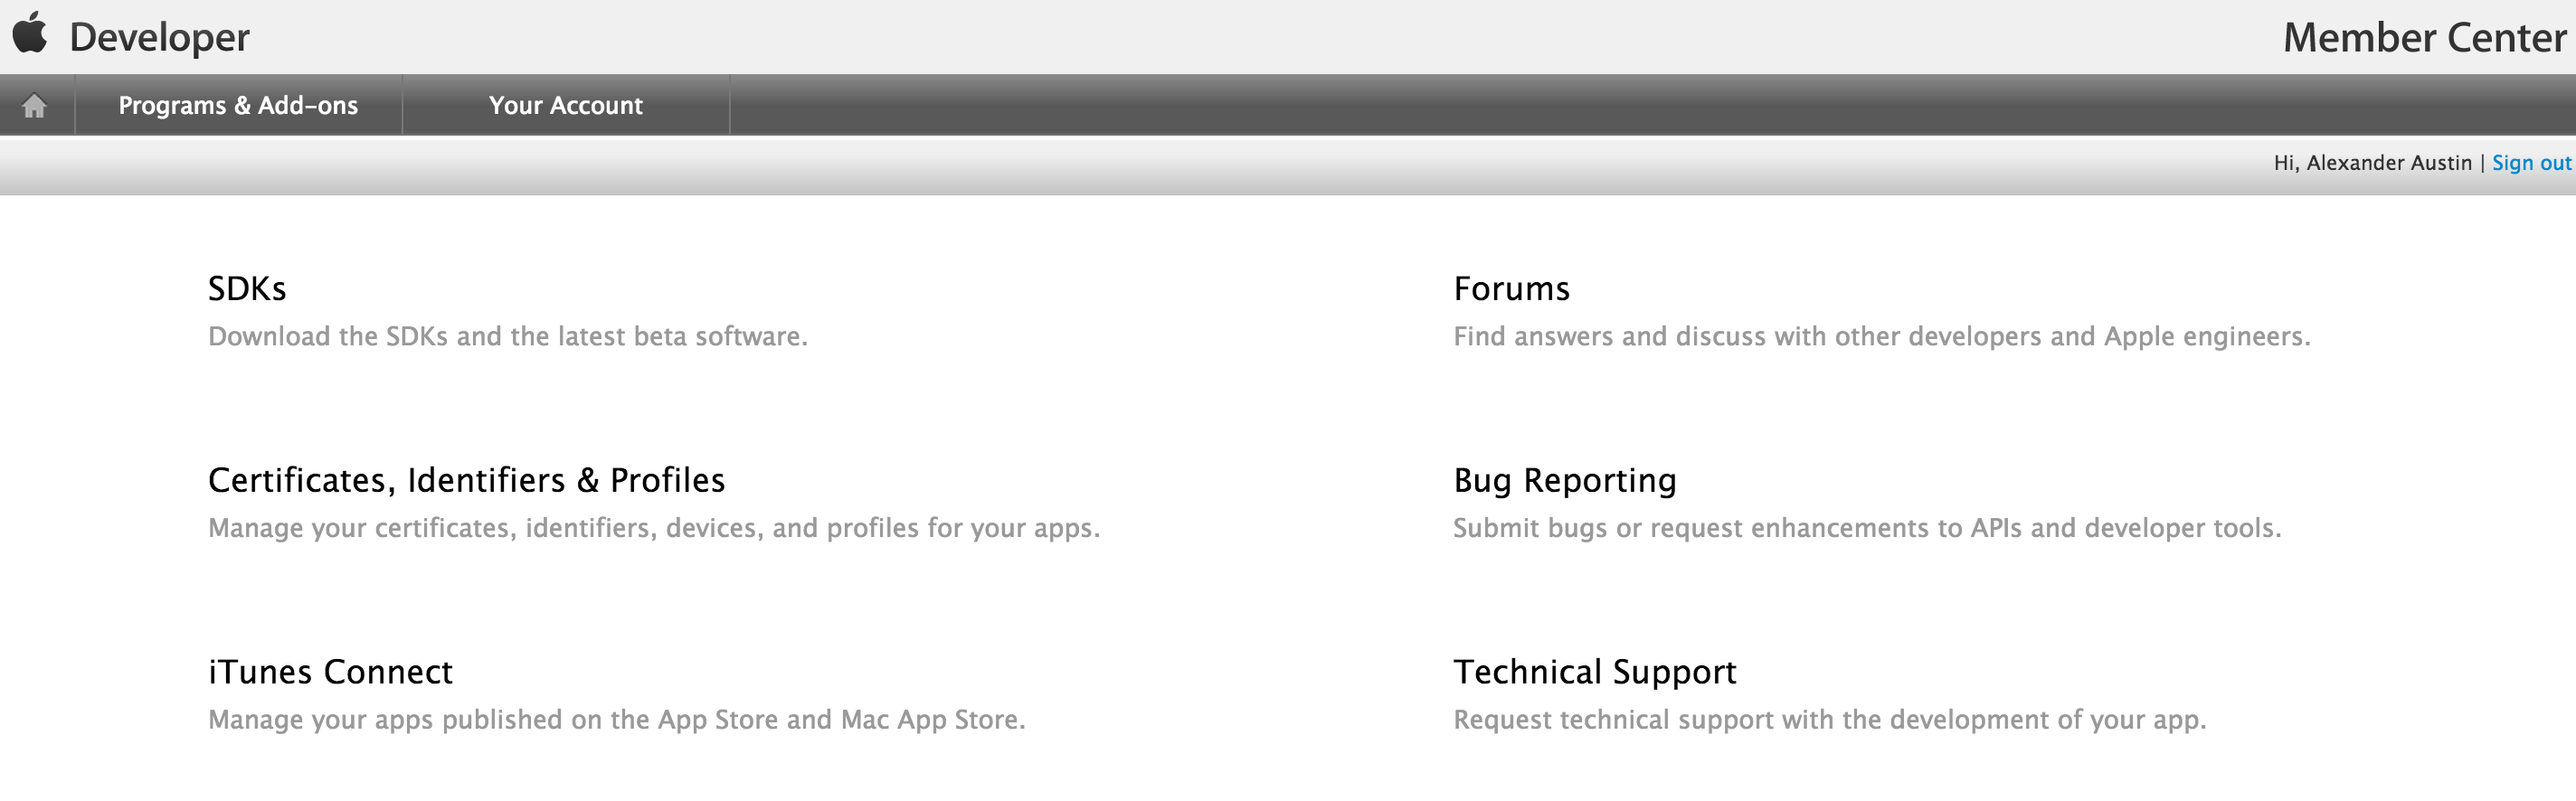 Developer
Member Center
Programs & Add-ons
Your Account
Hi, Alexander Austin | Sign out
SDKs
Download the SDKs and the latest beta software.
Forums
Find answers and discuss with other developers and Apple engineers.
Certificates, Identifiers & Profiles
Manage your certificates, identifiers, devices, and profiles for your apps.
Bug Reporting
Submit bugs or request enhancements to APIs and developer tools.
iTunes Connect
Manage your apps published on the App Store and Mac App Store.
Technical Support
Request technical support with the development of your app.